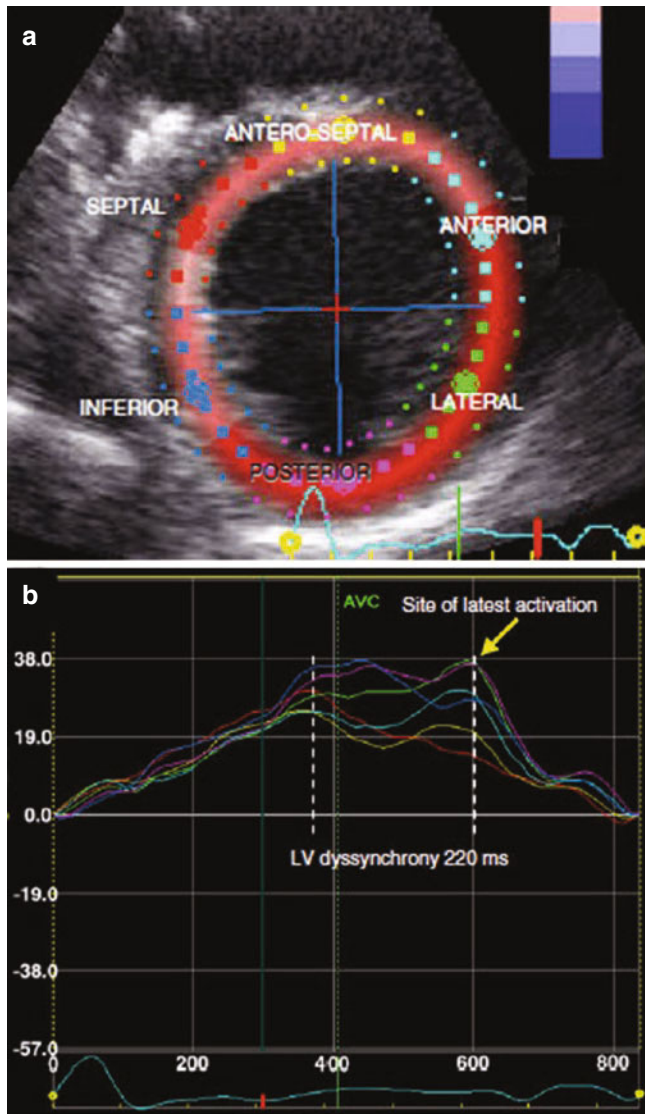 a
ANTERO-SEPTAL
SEPTAL
ANTERIOR
INFERIOR
LATERAL
POSTERIOR
b
AVC
Site of latest activation
38.0
19.0
0.0
LV dyssynchrony 220 ms
-19.0
-38.0
-57.0
0 200 400 600 800